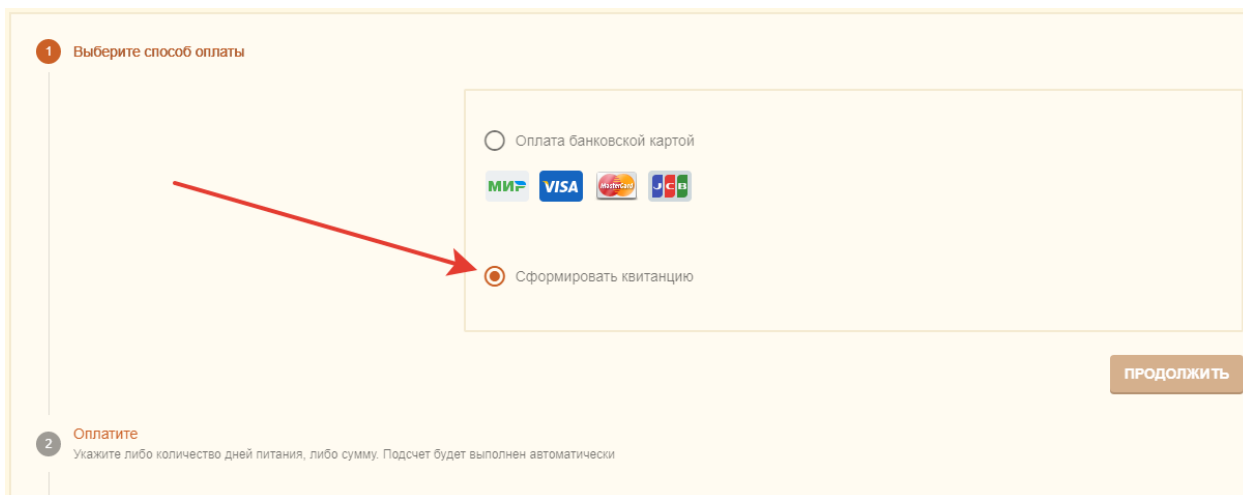 1 Выберите способ оплаты
Оплата банковской картой
МИР VISA MasterCard JCB
Сформировать квитанцию
ПРОДОЛЖИТЬ
2 Оплатите
Укажите либо количество дней питания, либо сумму. Подсчет будет выполнен автоматически